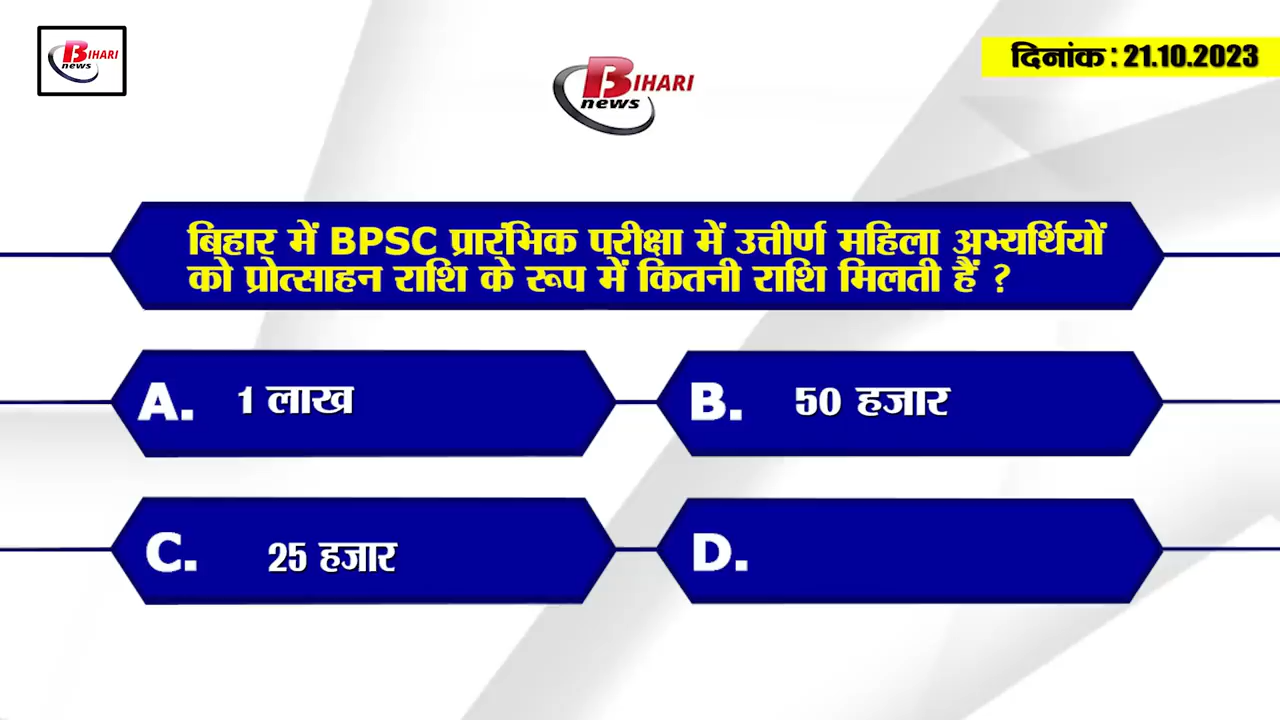 BIHARI
news
BIHARI
news
दिनांक : 21.10.2023
बिहार में BPSC प्रारंभिक परीक्षा में उत्तीर्ण महिला अभ्यर्थियों
को प्रोत्साहन राशि के रूप में कितनी राशि मिलती हैं ?
A. 1 लाख
B. 50 हजार
C. 25 हजार
D.